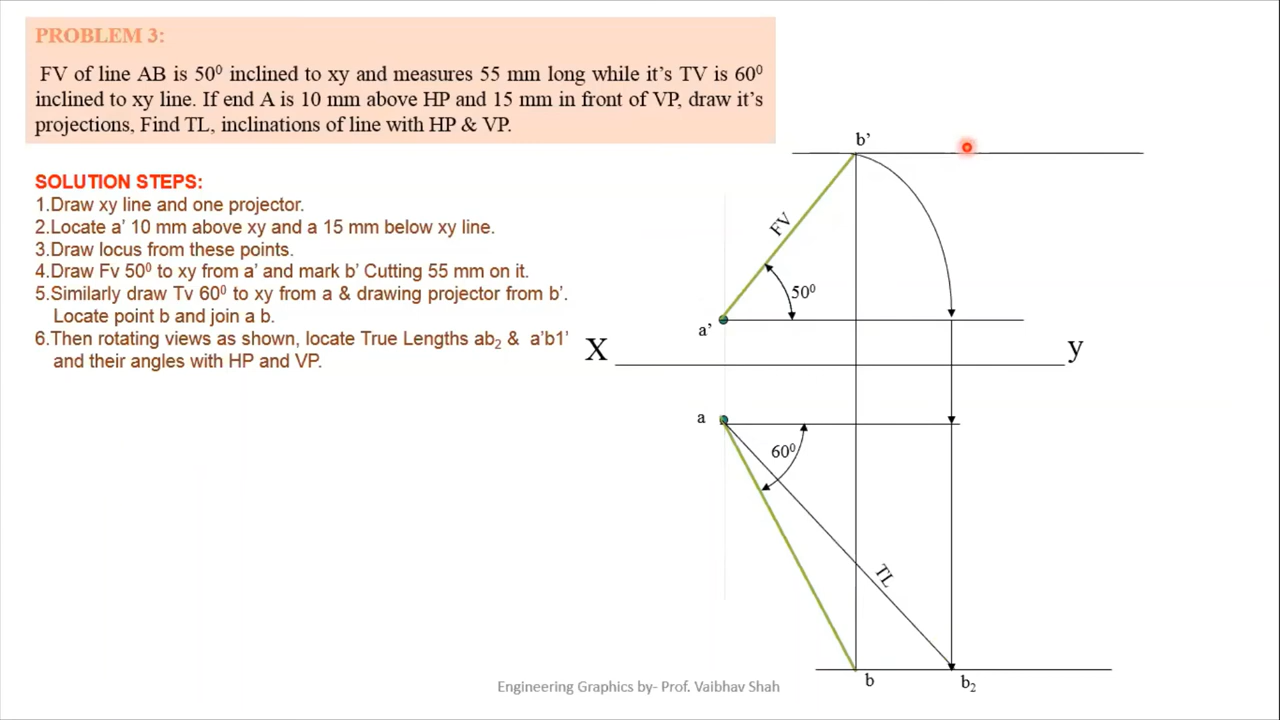 PROBLEM 3:
FV of line AB is 50⁰ inclined to xy and measures 55 mm long while it's TV is 60⁰
inclined to xy line. If end A is 10 mm above HP and 15 mm in front of VP, draw it's
projections, Find TL, inclinations of line with HP & VP.
SOLUTION STEPS:
1.Draw xy line and one projector.
2.Locate a' 10 mm above xy and a 15 mm below xy line.
3.Draw locus from these points.
4.Draw Fv 50⁰ to xy from a' and mark b' Cutting 55 mm on it.
5.Similarly draw Tv 60⁰ to xy from a & drawing projector from b'.
Locate point b and join a b.
6.Then rotating views as shown, locate True Lengths ab₂ & a'b1'
and their angles with HP and VP.
b'
FV
50⁰
a'
X
y
a
60⁰
TL
b
b₂
Engineering Graphics by- Prof. Vaibhav Shah